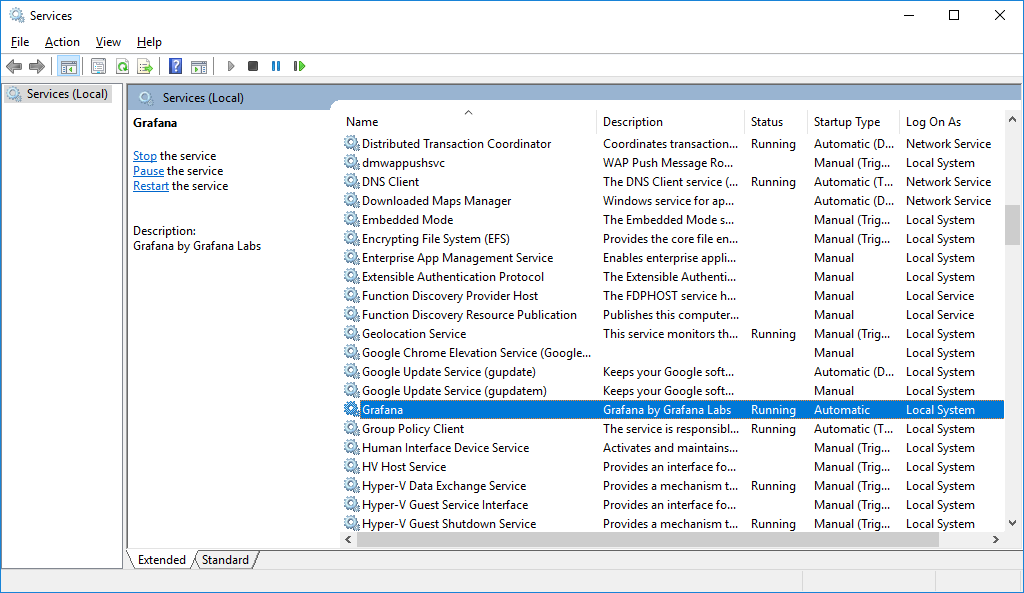 Services
File Action View Help
Services (Local)
Services (Local)
Grafana
Stop the service
Pause the service
Restart the service
Description:
Grafana by Grafana Labs
Name Description Status Startup Type Log On As
Distributed Transaction Coordinator Coordinates transaction... Running Automatic (D... Network Service
dmwappushsvc WAP Push Message Ro... Manual (Trig... Local System
DNS Client The DNS Client service (... Running Automatic (T... Network Service
Downloaded Maps Manager Windows service for ap... Automatic (D... Network Service
Embedded Mode The Embedded Mode s... Manual (Trig... Local System
Encrypting File System (EFS) Provides the core file en... Manual (Trig... Local System
Enterprise App Management Service Enables enterprise appli... Manual Local System
Extensible Authentication Protocol The Extensible Authenti... Manual Local System
Function Discovery Provider Host The FDPHOST service h... Manual Local Service
Function Discovery Resource Publication Publishes this computer... Manual Local Service
Geolocation Service This service monitors th... Running Manual (Trig... Local System
Google Chrome Elevation Service (Google... Manual Local System
Google Update Service (gupdate) Keeps your Google soft... Automatic (D... Local System
Google Update Service (gupdatem) Keeps your Google soft... Manual Local System
Grafana Grafana by Grafana Labs Running Automatic Local System
Group Policy Client The service is responsibl... Running Automatic (T... Local System
Human Interface Device Service Activates and maintains... Manual (Trig... Local System
HV Host Service Provides an interface fo... Manual (Trig... Local System
Hyper-V Data Exchange Service Provides a mechanism t... Running Manual (Trig... Local System
Hyper-V Guest Service Interface Provides an interface fo... Manual (Trig... Local System
Hyper-V Guest Shutdown Service Provides a mechanism t... Running Manual (Trig... Local System
Extended Standard